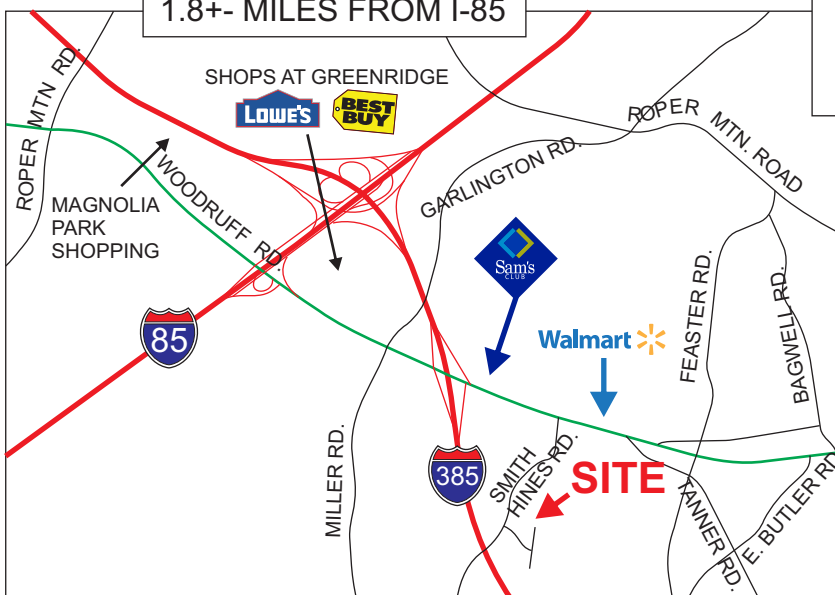 1.8+- MILES FROM I-85
ROPER MTN RD.
SHOPS AT GREENRIDGE
LOWE'S
BEST
BUY
ROPER MTN. ROAD
GARLINGTON RD.
WOODRUFF RD.
MAGNOLIA
PARK
SHOPPING
Sam's
CLUB
FEASTER RD.
BAGWELL RD.
85
Walmart
MILLER RD.
385
SMITH
HINES RD.
SITE
TANNER RD.
E. BUTLER RD